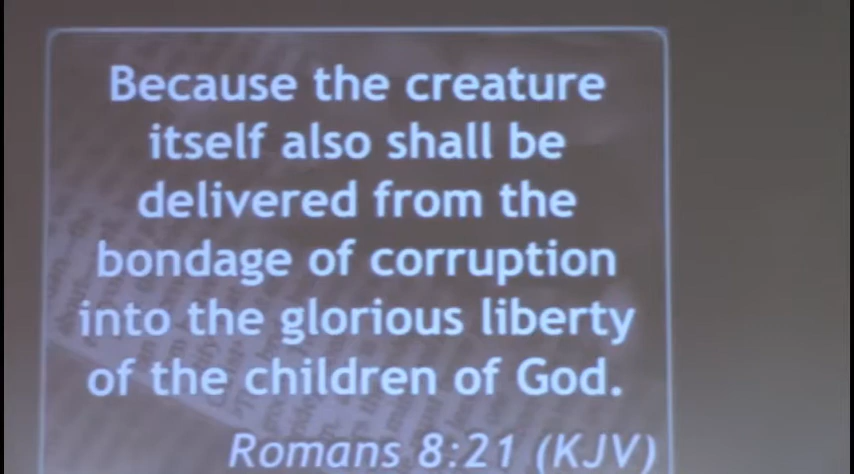 Because the creature
itself also shall be
delivered from the
bondage of corruption
into the glorious liberty
of the children of God.
Romans 8:21 (KJV)